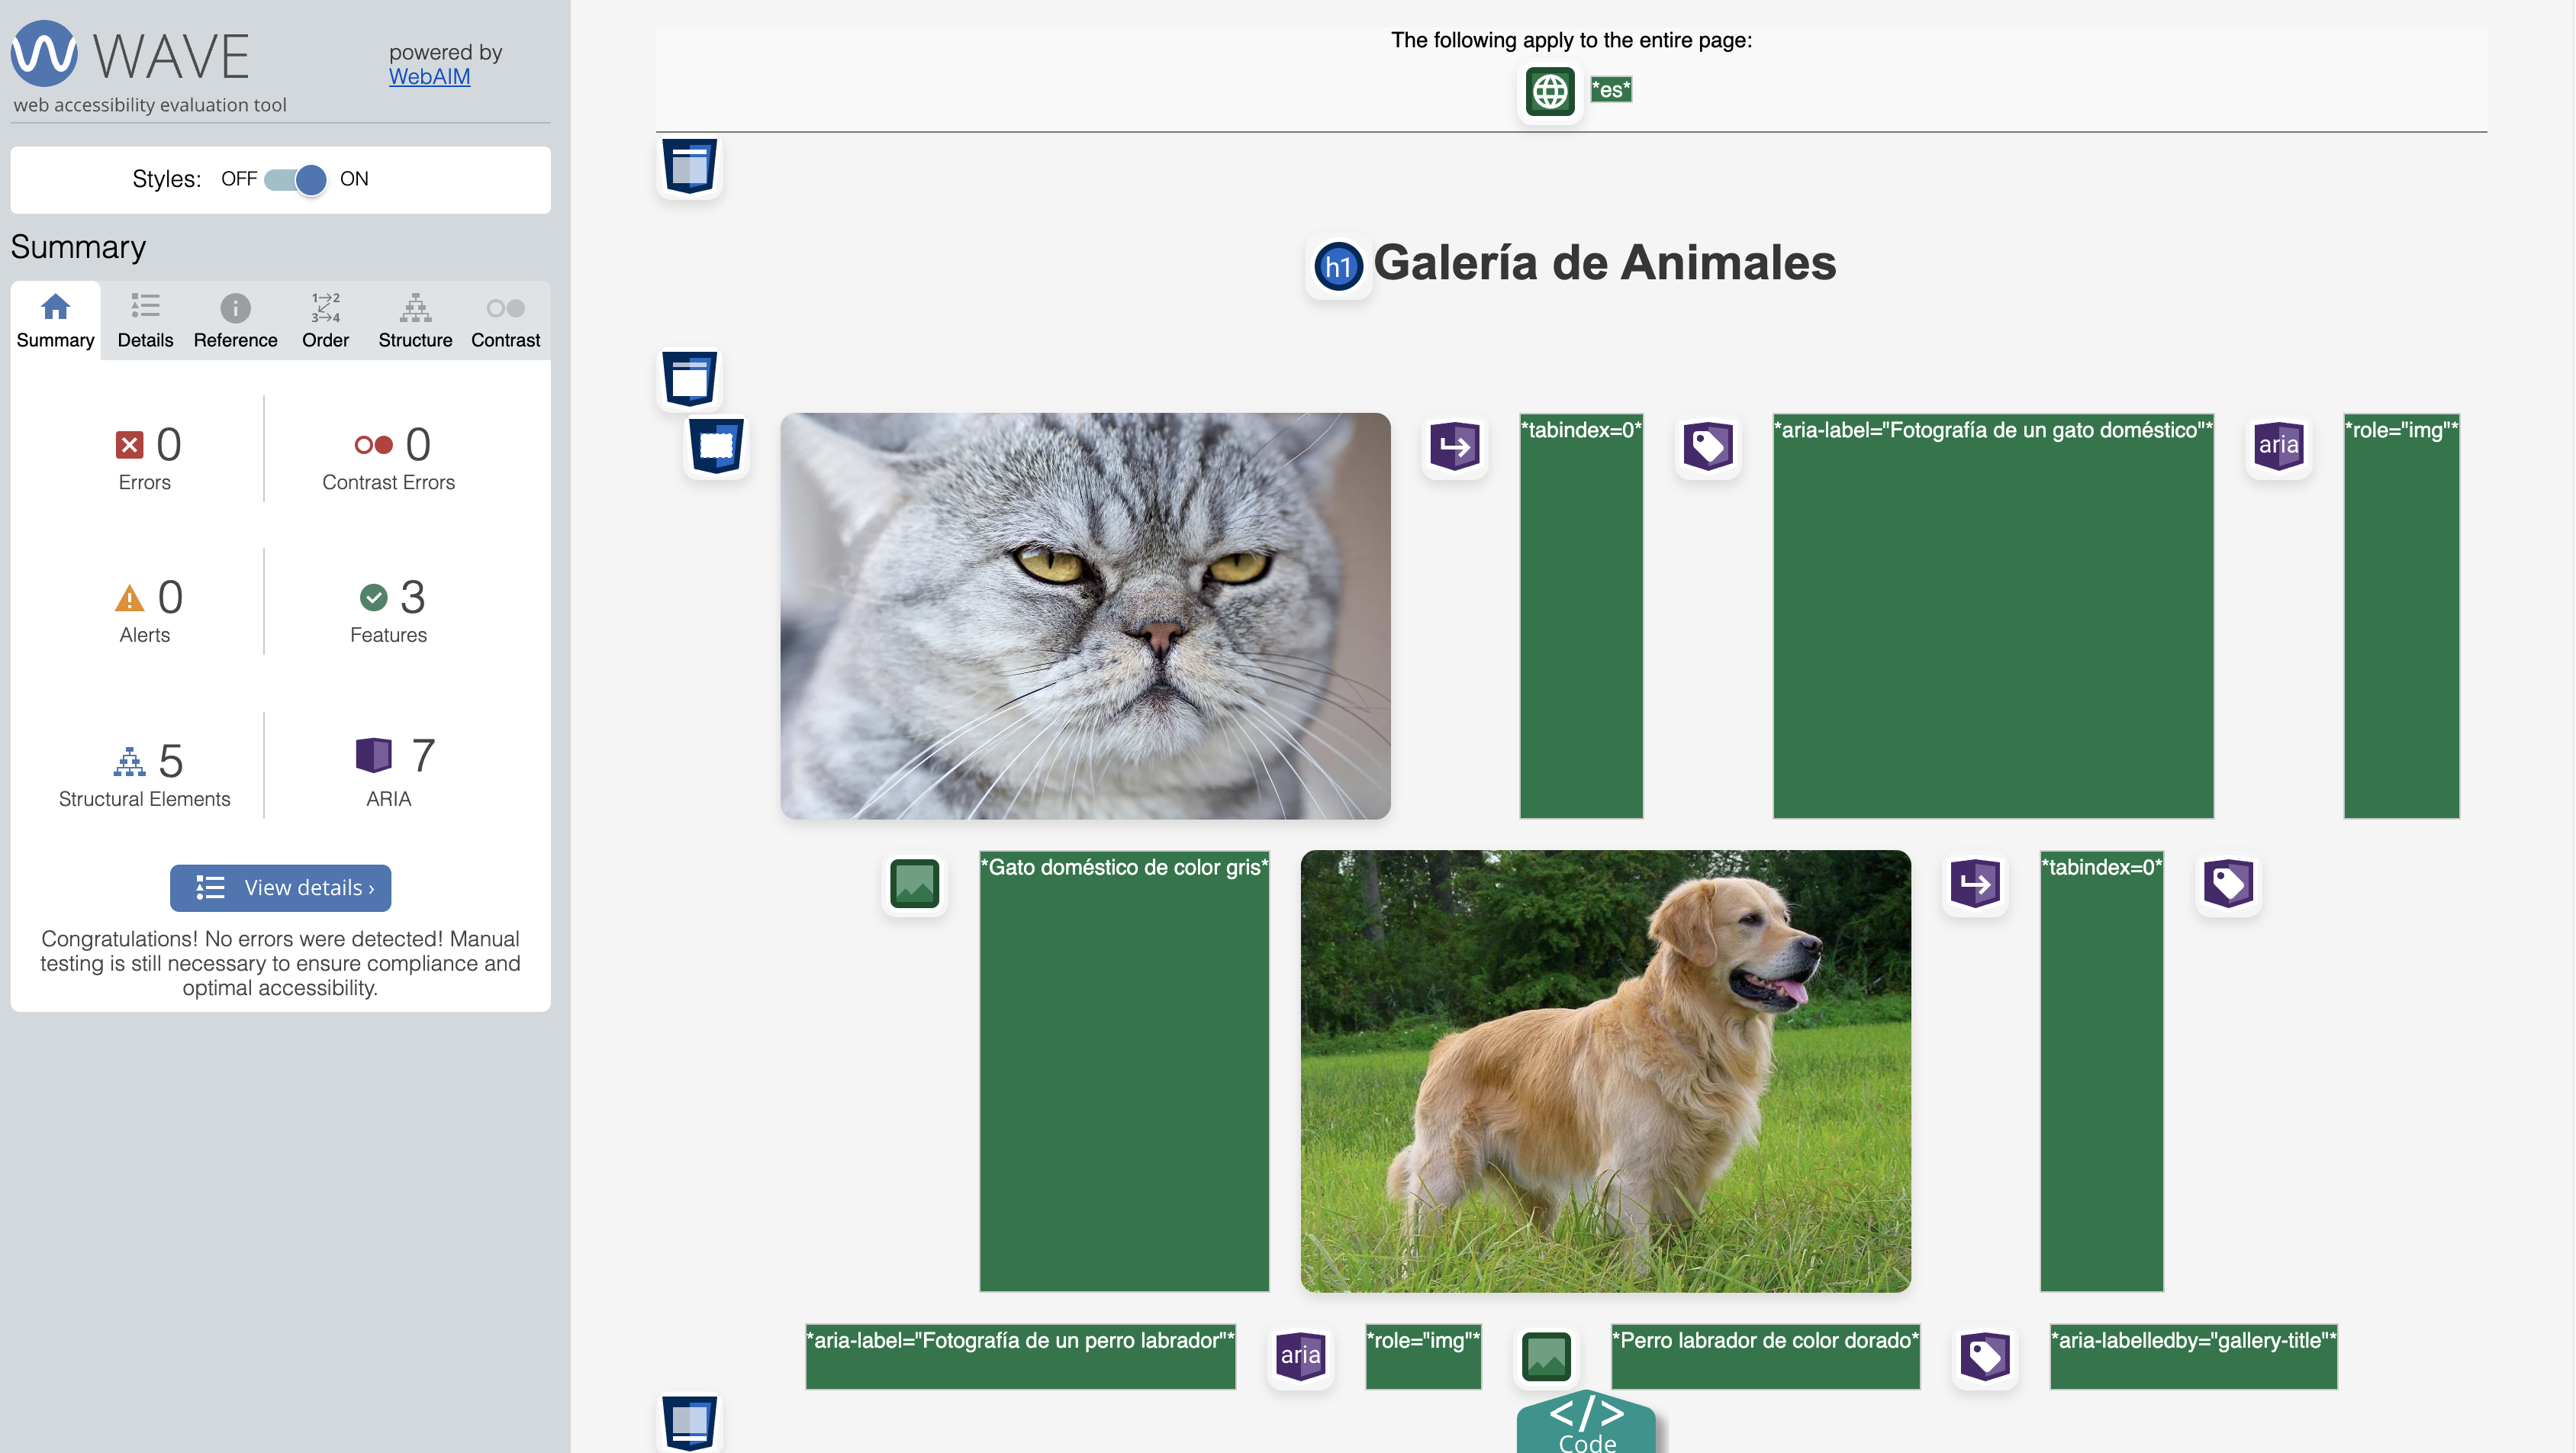 WAVE
powered by
WebAIM
web accessibility evaluation tool
Styles: OFF ON
Summary
Summary Details Reference Order Structure Contrast
0
Errors
0
Contrast Errors
0
Alerts
3
Features
5
Structural Elements
7
ARIA
View details ›
Congratulations! No errors were detected! Manual
testing is still necessary to ensure compliance and
optimal accessibility.
The following apply to the entire page:
*es*
h1 Galería de Animales
*tabindex=0*
*aria-label="Fotografía de un gato doméstico"*
aria
*role="img"*
*Gato doméstico de color gris*
*tabindex=0*
*aria-label="Fotografía de un perro labrador"*
aria
*role="img"*
*Perro labrador de color dorado*
*aria-labelledby="gallery-title"*
</>
Code